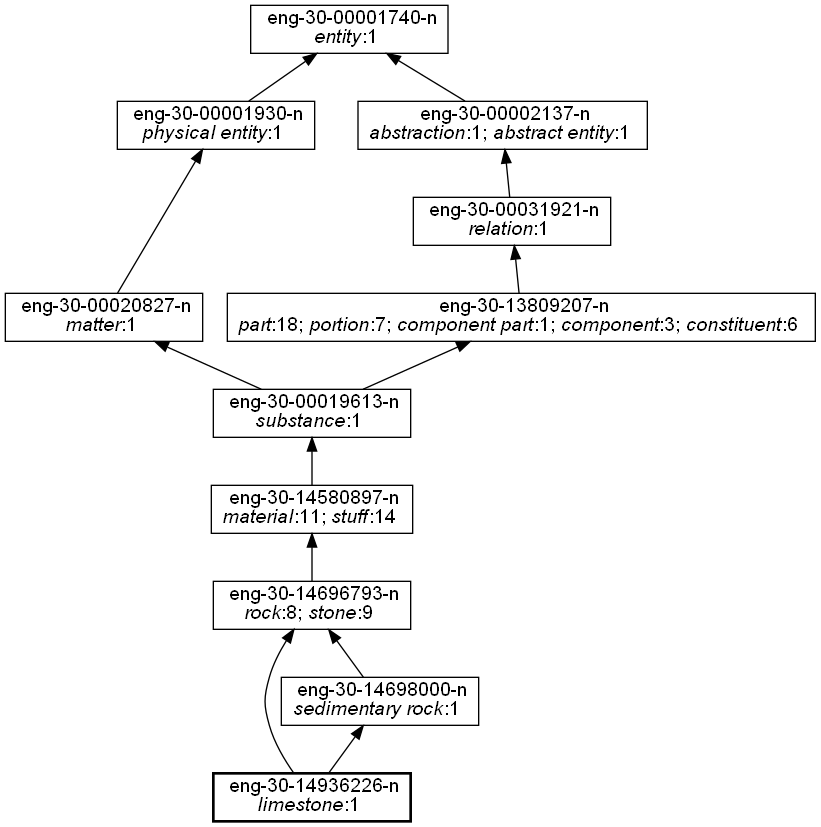 eng-30-00001740-n
entity:1
eng-30-00001930-n
physical entity:1
eng-30-00002137-n
abstraction:1; abstract entity:1
eng-30-00031921-n
relation:1
eng-30-00020827-n
matter:1
eng-30-13809207-n
part:18; portion:7; component part:1; component:3; constituent:6
eng-30-00019613-n
substance:1
eng-30-14580897-n
material:11; stuff:14
eng-30-14696793-n
rock:8; stone:9
eng-30-14698000-n
sedimentary rock:1
eng-30-14936226-n
limestone:1